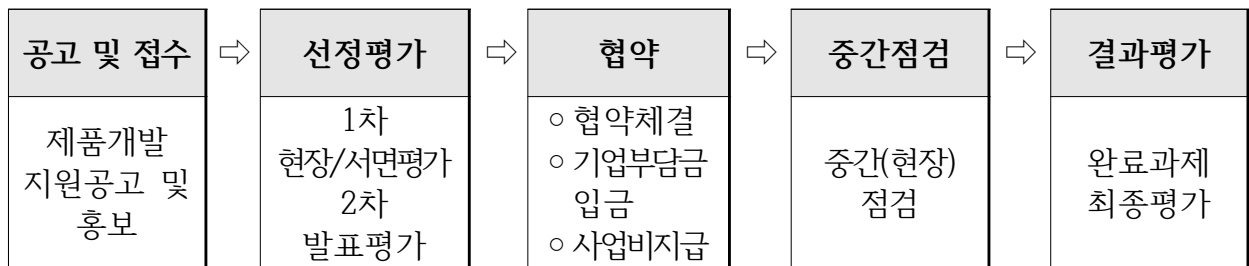 공고 및 접수 ⇨ 선정평가 ⇨ 협약 ⇨ 중간점검 ⇨ 결과평가
제품개발
지원공고 및
홍보
1차
현장/서면평가
2차
발표평가
○ 협약체결
○ 기업부담금
입금
○ 사업비지급
중간(현장)
점검
완료과제
최종평가